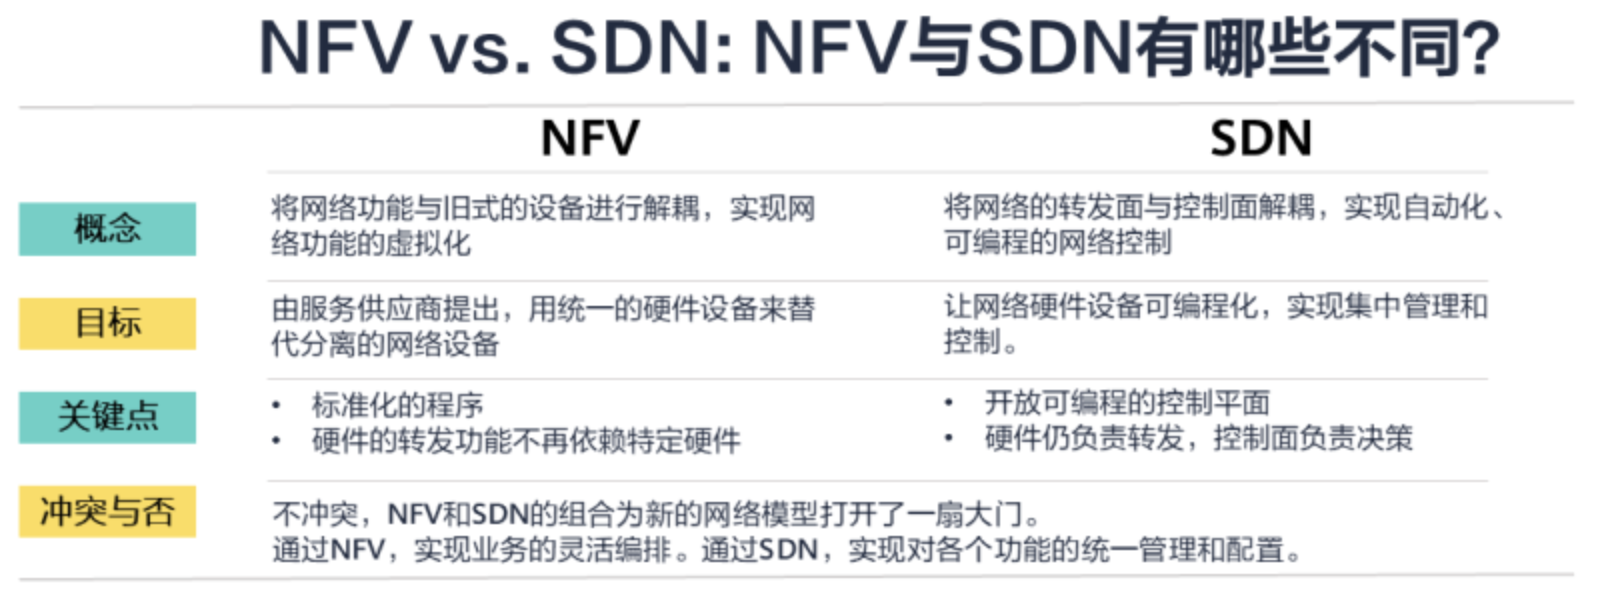 NFV vs. SDN: NFV与SDN有哪些不同?
NFV
SDN
概念
将网络功能与旧式的设备进行解耦，实现网
络功能的虚拟化
将网络的转发面与控制面解耦，实现自动化、
可编程的网络控制
目标
由服务供应商提出，用统一的硬件设备来替
代分离的网络设备
让网络硬件设备可编程化，实现集中管理和
控制。
关键点
• 标准化的程序
• 硬件的转发功能不再依赖特定硬件
• 开放可编程的控制平面
• 硬件仍负责转发，控制面负责决策
冲突与否
不冲突，NFV和SDN的组合为新的网络模型打开了一扇大门。
通过NFV，实现业务的灵活编排。通过SDN，实现对各个功能的统一管理和配置。